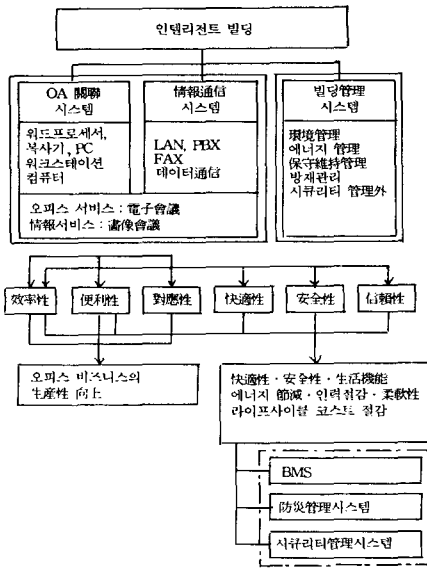 인텔리전트 빌딩
OA 關聯
시스템
情報通信
시스템
빌딩管理
시스템
워드프로세서,
복사기, PC
워크스테이션
컴퓨터
LAN, PBX
FAX
데이터通信
環境管理
에너지 管理
保守維持管理
방재관리
시큐리티 管理外
오피스 서비스 : 電子會議
情報서비스 : 畵像會議
效率性
便利性
對應性
快適性
安全性
信賴性
오피스 비즈니스의
生産性 向上
快適性 · 安全性 · 生活機能
에너지 節減 · 인력절감 · 柔軟性
라이프사이클 코스트 절감
BMS
防災管理시스템
시큐리티管理시스템